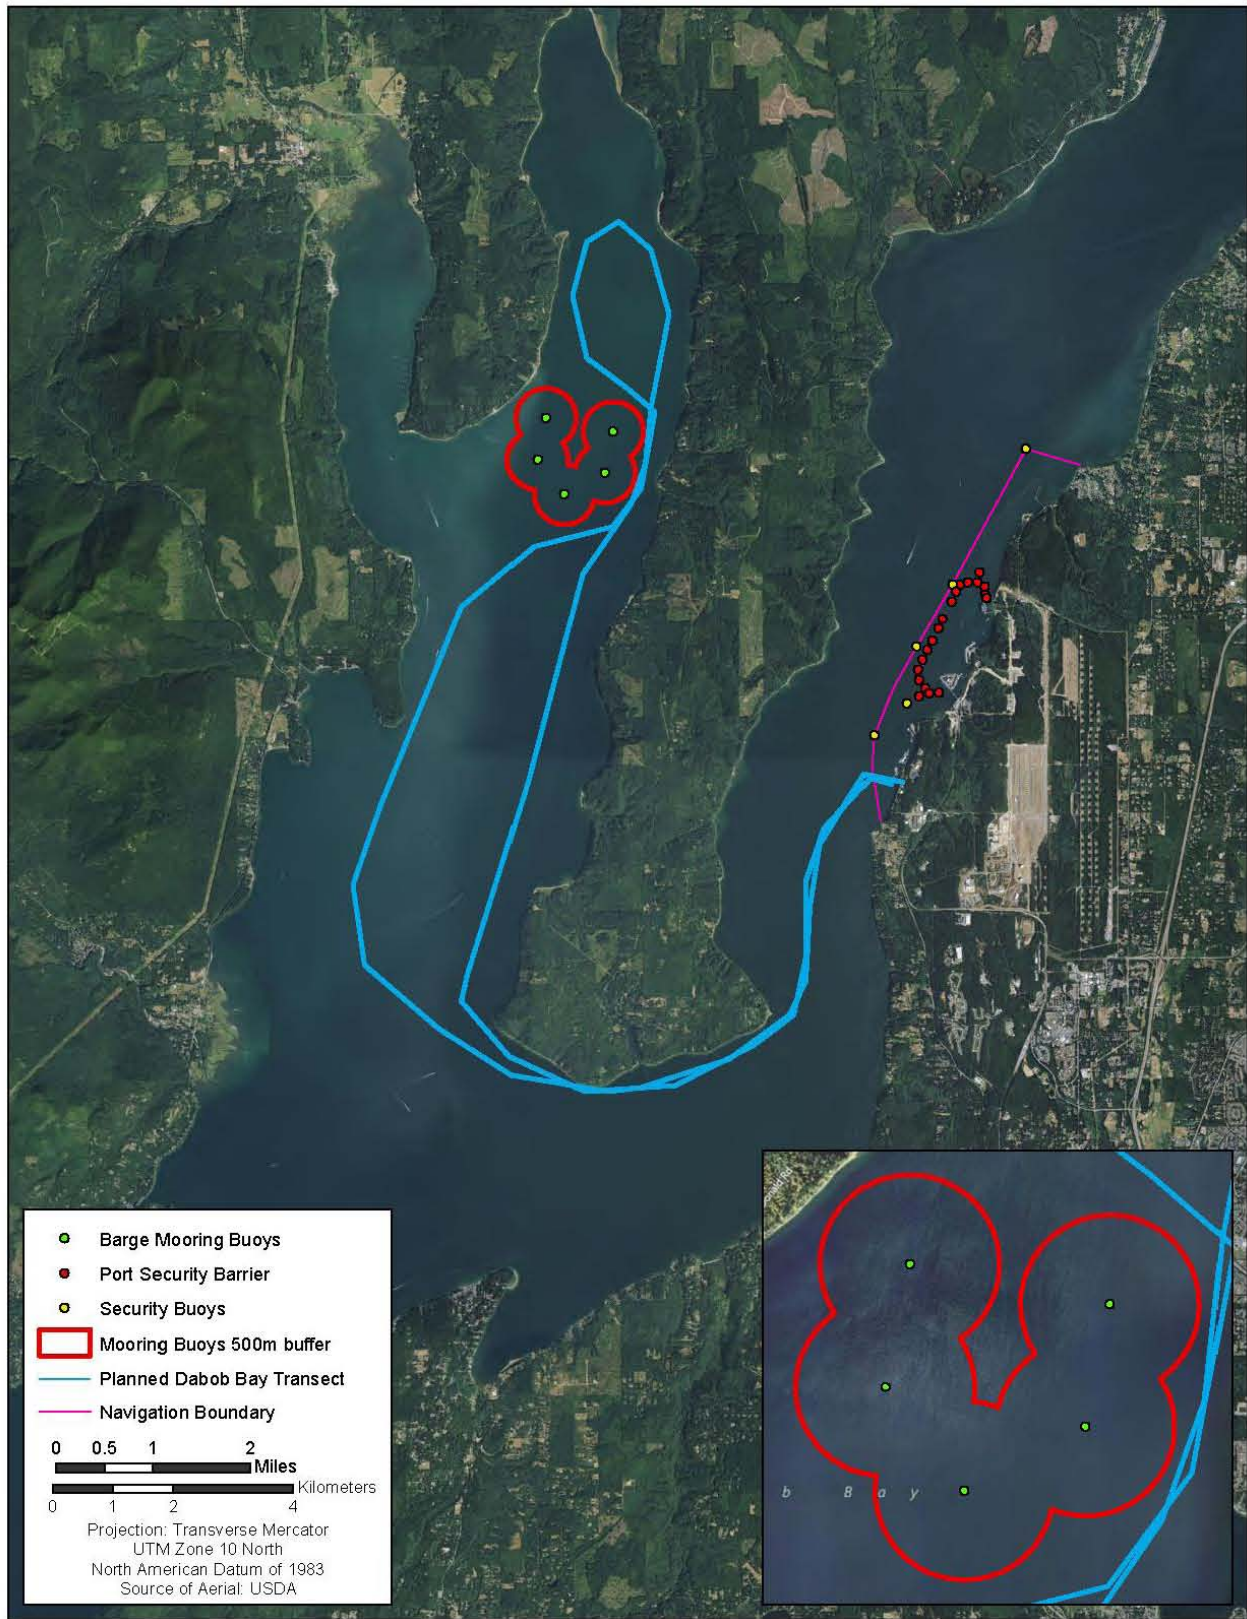 nald Rd
b B a y
Barge Mooring Buoys
Port Security Barrier
Security Buoys
Mooring Buoys 500m buffer
Planned Dabob Bay Transect
Navigation Boundary
0 0.5 1 2
Miles
Kilometers
0 1 2 4
Projection: Transverse Mercator
UTM Zone 10 North
North American Datum of 1983
Source of Aerial: USDA